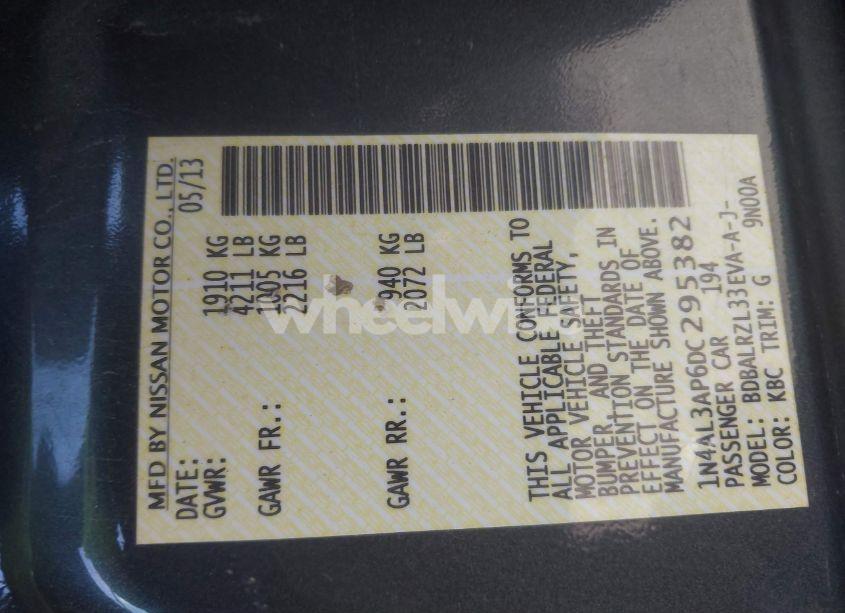 MFD BY NISSAN MOTOR CO., LTD.
DATE: 05/13
GVWR: 1910 KG
4211 LB
GAWR FR.: 1005 KG
2216 LB
GAWR RR.: 940 KG
2072 LB
THIS VEHICLE CONFORMS TO
ALL APPLICABLE FEDERAL
MOTOR VEHICLE SAFETY,
BUMPER, AND THEFT
PREVENTION STANDARDS IN
EFFECT ON THE DATE OF
MANUFACTURE SHOWN ABOVE.
1N4AL3AP6DC295382
PASSENGER CAR 194
MODEL: BDBALRZL33EVA-A-J-
COLOR: KBC TRIM: G 9N00A